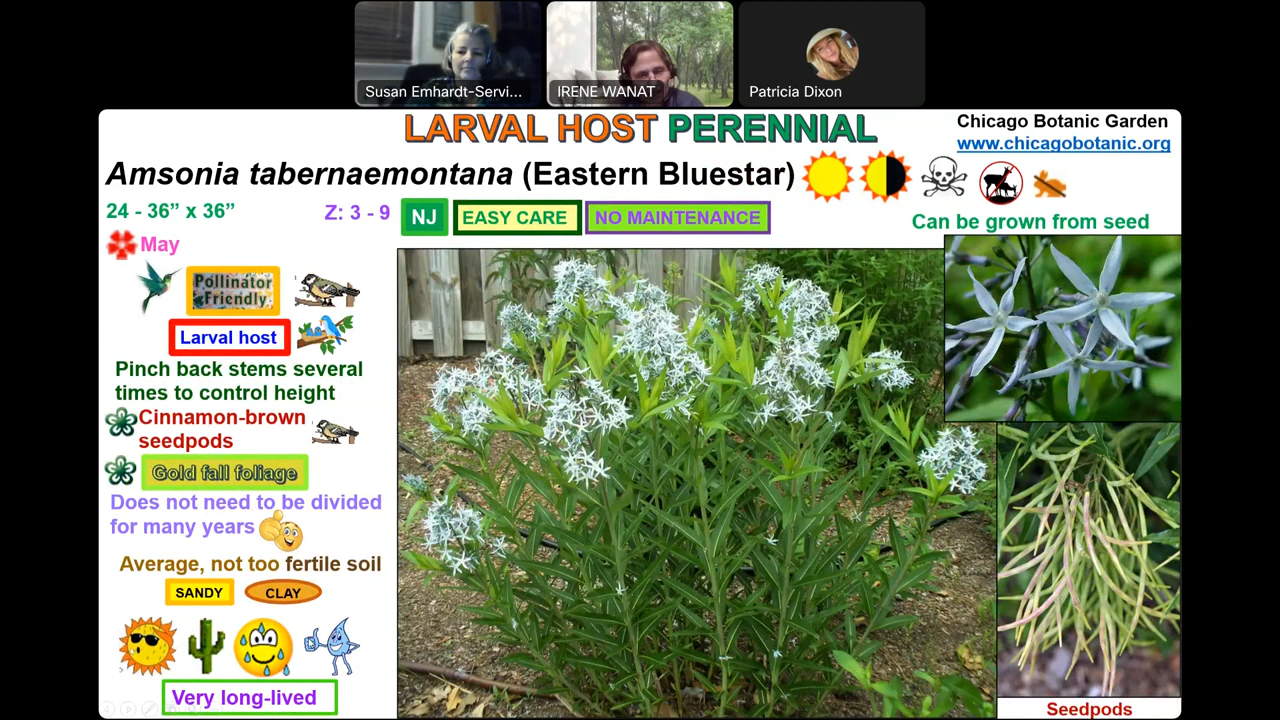 Susan Emhardt-Servi...
IRENE WANAT
Patricia Dixon
LARVAL HOST PERENNIAL
Chicago Botanic Garden
www.chicagobotanic.org
Amsonia tabernaemontana (Eastern Bluestar)
24 - 36” x 36”
Z: 3 - 9
NJ
EASY CARE
NO MAINTENANCE
Can be grown from seed
May
Pollinator
Friendly
Larval host
Pinch back stems several
times to control height
Cinnamon-brown
seedpods
Gold fall foliage
Does not need to be divided
for many years
Average, not too fertile soil
SANDY
CLAY
Very long-lived
Seedpods